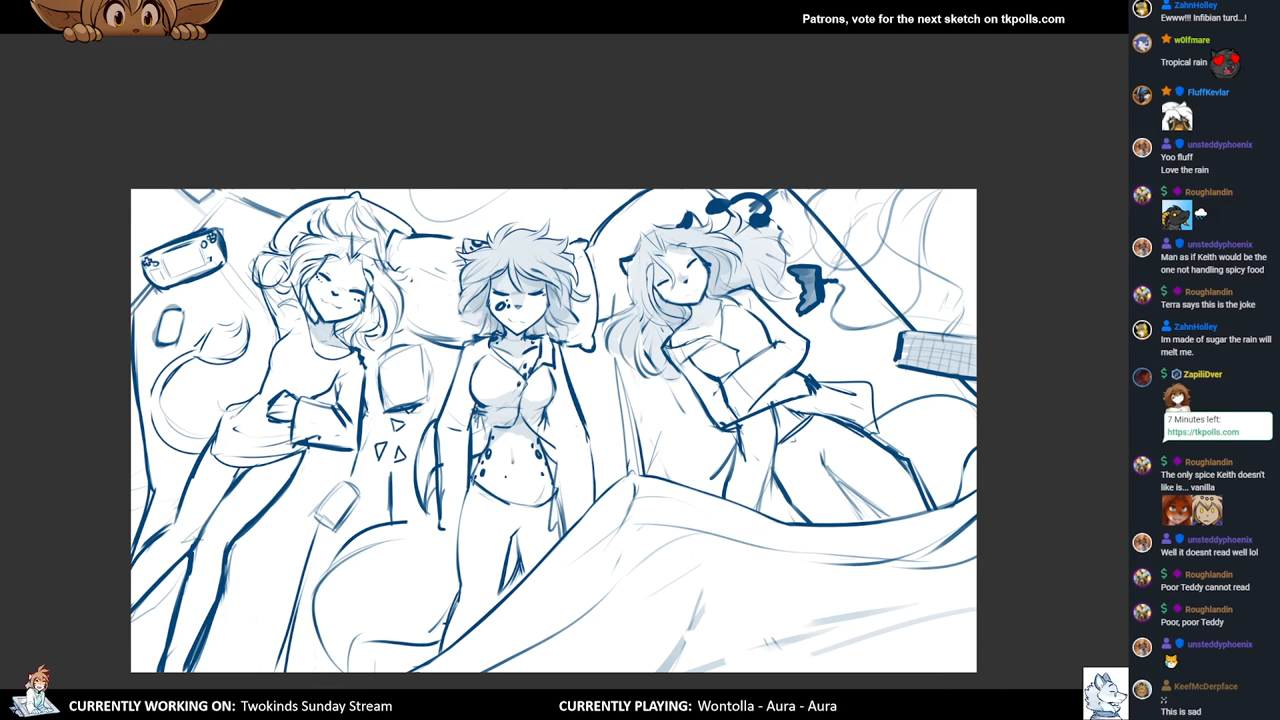 Patrons, vote for the next sketch on tkpolls.com
ZahnHolley
Ewww!!! Infibian turd...!
w0lfmare
Tropical rain
FluffKevlar
unsteddyphoenix
Yoo fluff
Love the rain
Roughlandin
unsteddyphoenix
Man as if Keith would be the
one not handling spicy food
Roughlandin
Terra says this is the joke
ZahnHolley
Im made of sugar the rain will
melt me.
ZapiliDver
7 Minutes left:
https://tkpolls.com
Roughlandin
The only spice Keith doesn't
like is... vanilla
unsteddyphoenix
Well it doesnt read well lol
Roughlandin
Poor Teddy cannot read
Roughlandin
Poor, poor Teddy
unsteddyphoenix
KeefMcDerpface
;;
This is sad
CURRENTLY WORKING ON: Twokinds Sunday Stream
CURRENTLY PLAYING: Wontolla - Aura - Aura